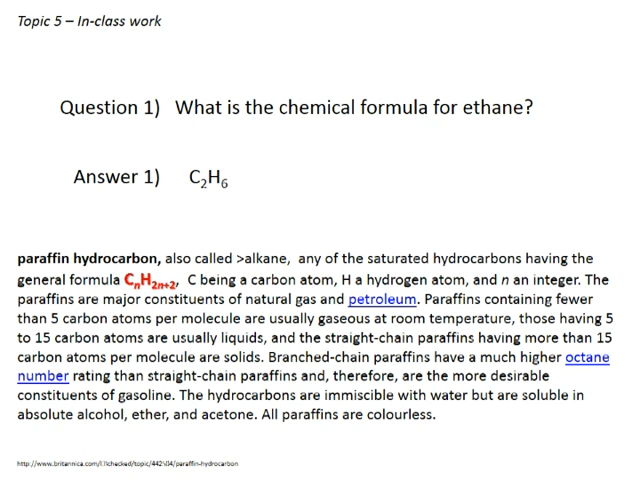 Topic 5 – In-class work
Question 1) What is the chemical formula for ethane?
Answer 1) C₂H₆
paraffin hydrocarbon, also called >alkane, any of the saturated hydrocarbons having the
general formula CₙH₂ₙ₊₂, C being a carbon atom, H a hydrogen atom, and n an integer. The
paraffins are major constituents of natural gas and petroleum. Paraffins containing fewer
than 5 carbon atoms per molecule are usually gaseous at room temperature, those having 5
to 15 carbon atoms are usually liquids, and the straight-chain paraffins having more than 15
carbon atoms per molecule are solids. Branched-chain paraffins have a much higher octane
number rating than straight-chain paraffins and, therefore, are the more desirable
constituents of gasoline. The hydrocarbons are immiscible with water but are soluble in
absolute alcohol, ether, and acetone. All paraffins are colourless.